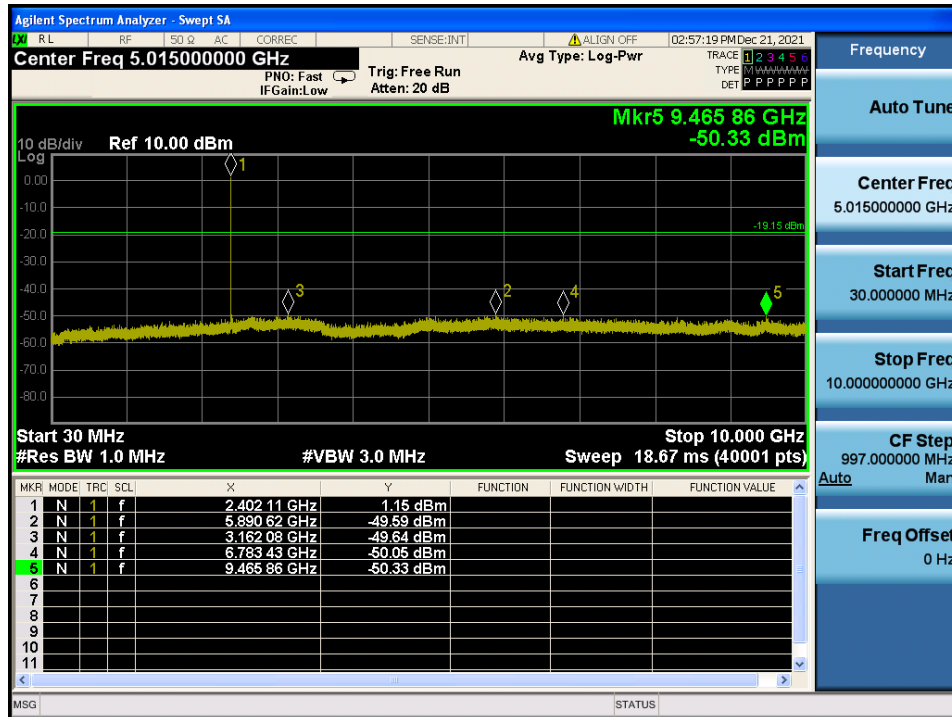 Agilent Spectrum Analyzer - Swept SA
LXI RL RF 50 Ω AC CORREC SENSE:INT ALIGN OFF 02:57:19 PM Dec 21, 2021
Center Freq 5.015000000 GHz
PNO: Fast
IFGain:Low
Trig: Free Run
Atten: 20 dB
Avg Type: Log-Pwr
TRACE 1 2 3 4 5 6
TYPE M WWWWW
DET P P P P P P
Mkr5 9.465 86 GHz
-50.33 dBm
10 dB/div Ref 10.00 dBm
Log
0.00
-10.0
-20.0
-30.0
-40.0
-50.0
-60.0
-70.0
-80.0
-19.15 dBm
1
3
2
4
5
Start 30 MHz Stop 10.000 GHz
#Res BW 1.0 MHz #VBW 3.0 MHz Sweep 18.67 ms (40001 pts)
MKR MODE TRC SCL X Y FUNCTION FUNCTION WIDTH FUNCTION VALUE
1 N 1 f 2.402 11 GHz 1.15 dBm
2 N 1 f 5.890 62 GHz -49.59 dBm
3 N 1 f 3.162 08 GHz -49.64 dBm
4 N 1 f 6.783 43 GHz -50.05 dBm
5 N 1 f 9.465 86 GHz -50.33 dBm
6
7
8
9
10
11
MSG STATUS
Frequency
Auto Tune
Center Freq
5.015000000 GHz
Start Freq
30.000000 MHz
Stop Freq
10.000000000 GHz
CF Step
997.000000 MHz
Auto Man
Freq Offset
0 Hz